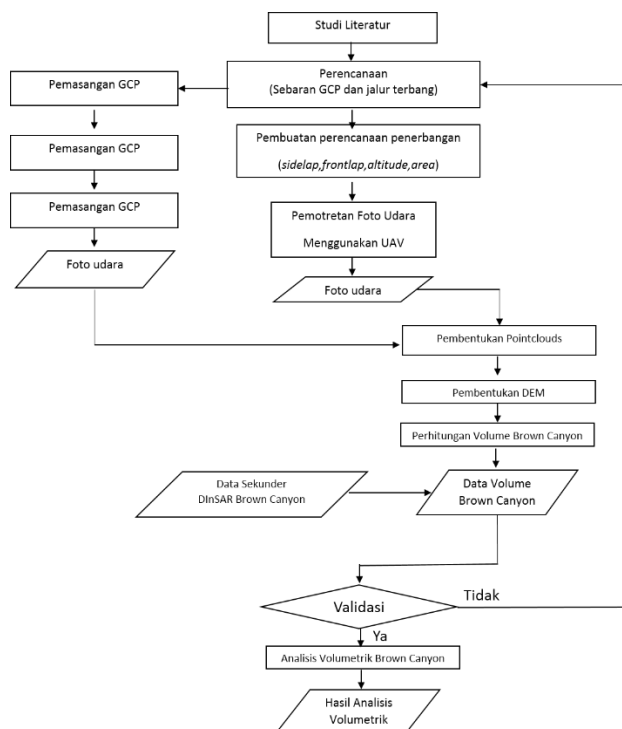 Studi Literatur
Pemasangan GCP
Perencanaan
(Sebaran GCP dan jalur terbang)
Pemasangan GCP
Pembuatan perencanaan penerbangan
(sidelap,frontlap,altitude,area)
Pemasangan GCP
Pemotretan Foto Udara
Menggunakan UAV
Foto udara
Foto udara
Pembentukan Pointclouds
Pembentukan DEM
Perhitungan Volume Brown Canyon
Data Sekunder
DInSAR Brown Canyon
Data Volume
Brown Canyon
Validasi
Tidak
Ya
Analisis Volumetrik Brown Canyon
Hasil Analisis
Volumetrik